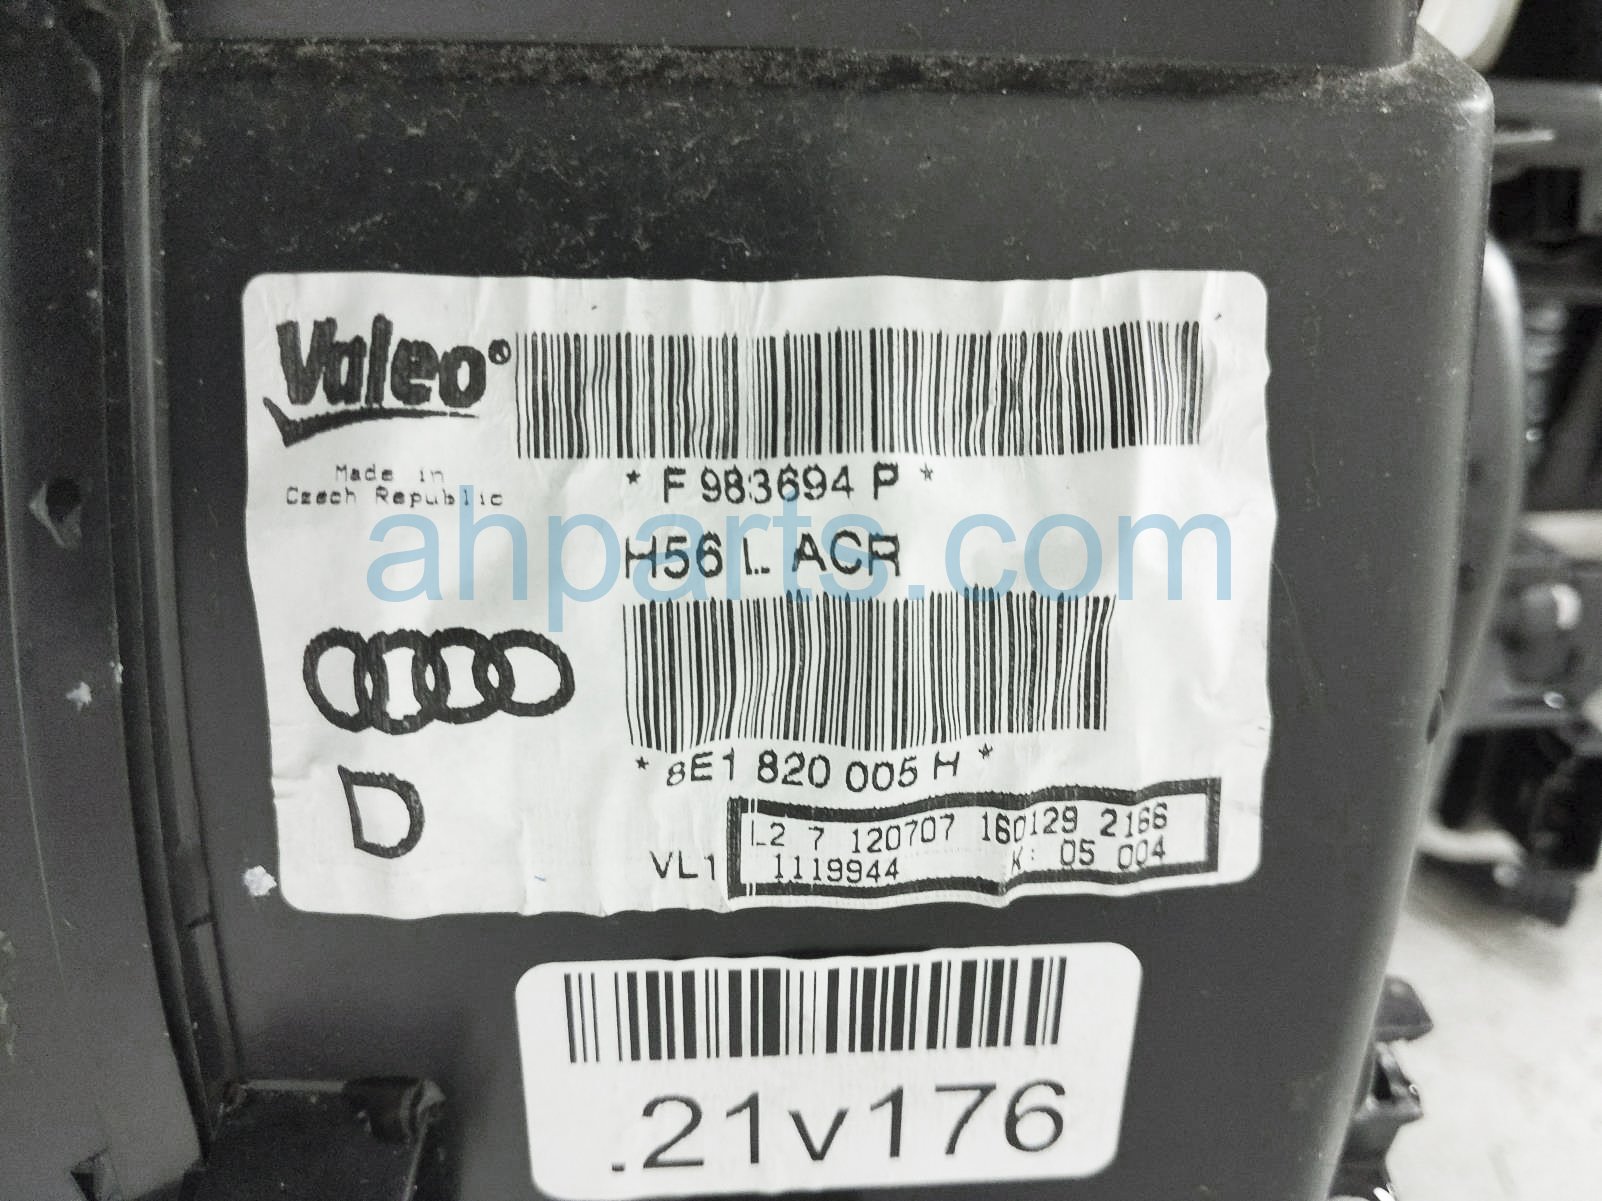 Valeo®
Made in
Czech Republic
* F983694 P *
H56 L ACR
ahparts.com
* 8E1 820 005 H *
D
VL1
L2 7 120707 160129 2166
1119944 K: 05 004
.21v176